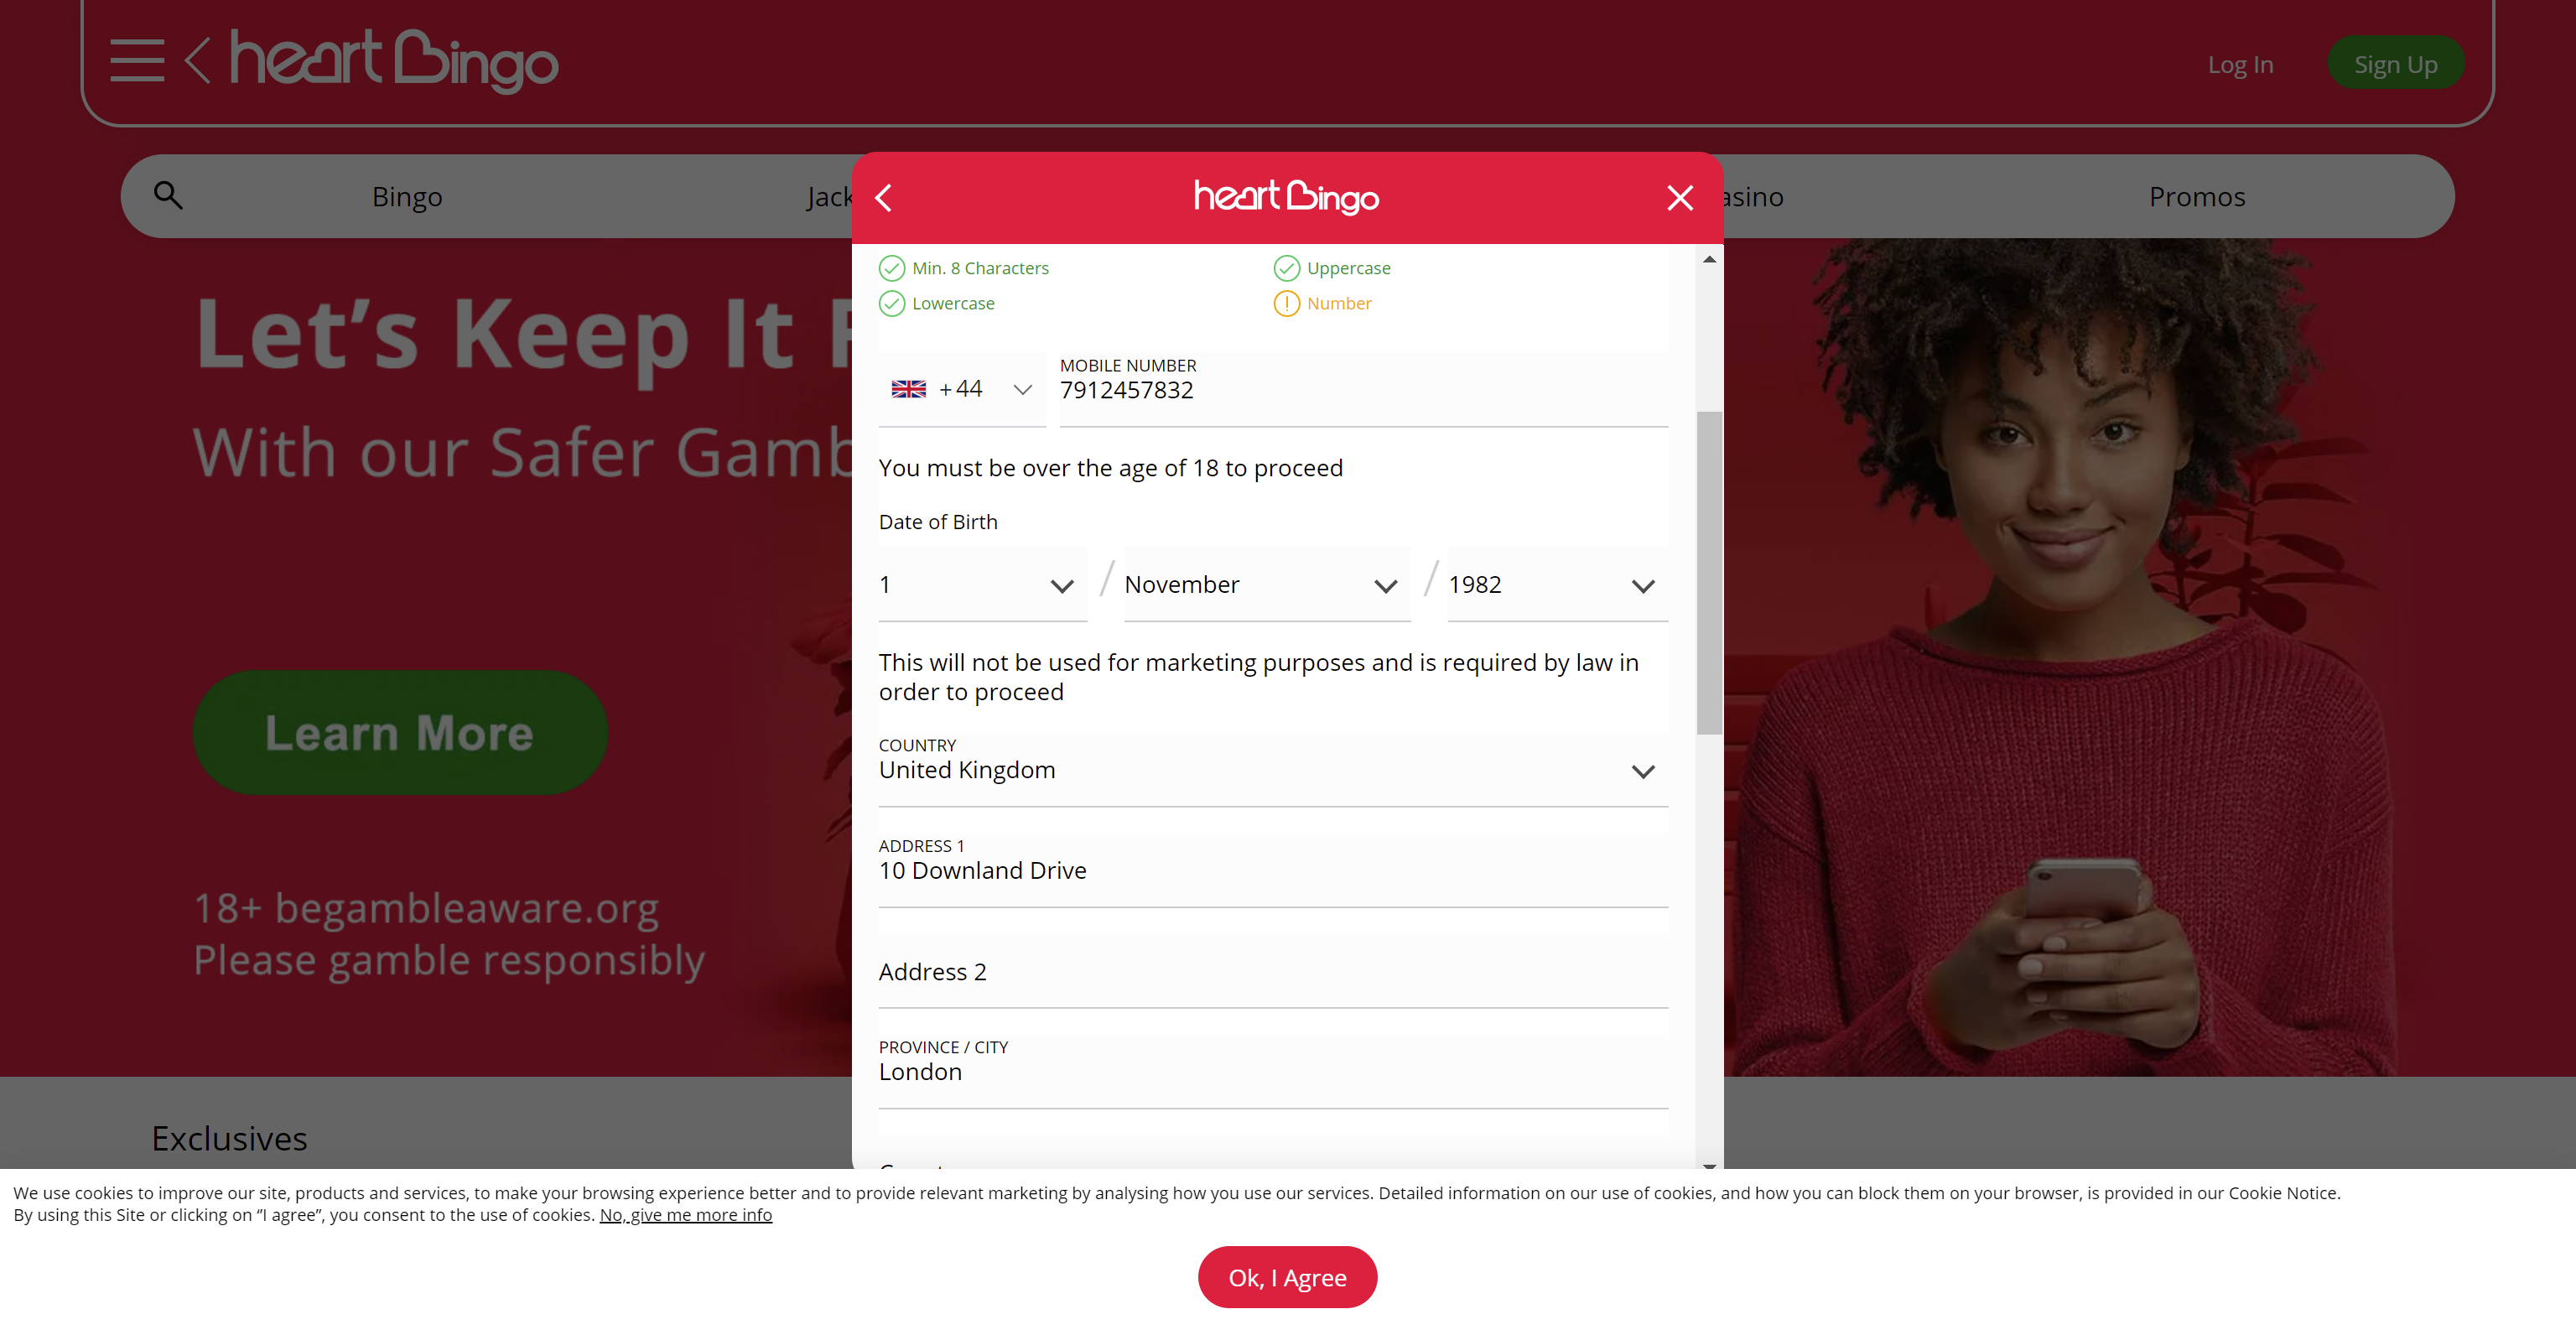 heart Bingo
Log In
Sign Up
Bingo
Jack
asino
Promos
Let's Keep It F
With our Safer Gamb
Learn More
18+ begambleaware.org
Please gamble responsibly
Exclusives
heart Bingo
Min. 8 Characters
Uppercase
Lowercase
Number
+44
MOBILE NUMBER
7912457832
You must be over the age of 18 to proceed
Date of Birth
1 / November / 1982
This will not be used for marketing purposes and is required by law in
order to proceed
COUNTRY
United Kingdom
ADDRESS 1
10 Downland Drive
Address 2
PROVINCE / CITY
London
We use cookies to improve our site, products and services, to make your browsing experience better and to provide relevant marketing by analysing how you use our services. Detailed information on our use of cookies, and how you can block them on your browser, is provided in our Cookie Notice.
By using this Site or clicking on “I agree”, you consent to the use of cookies. No, give me more info
Ok, I Agree